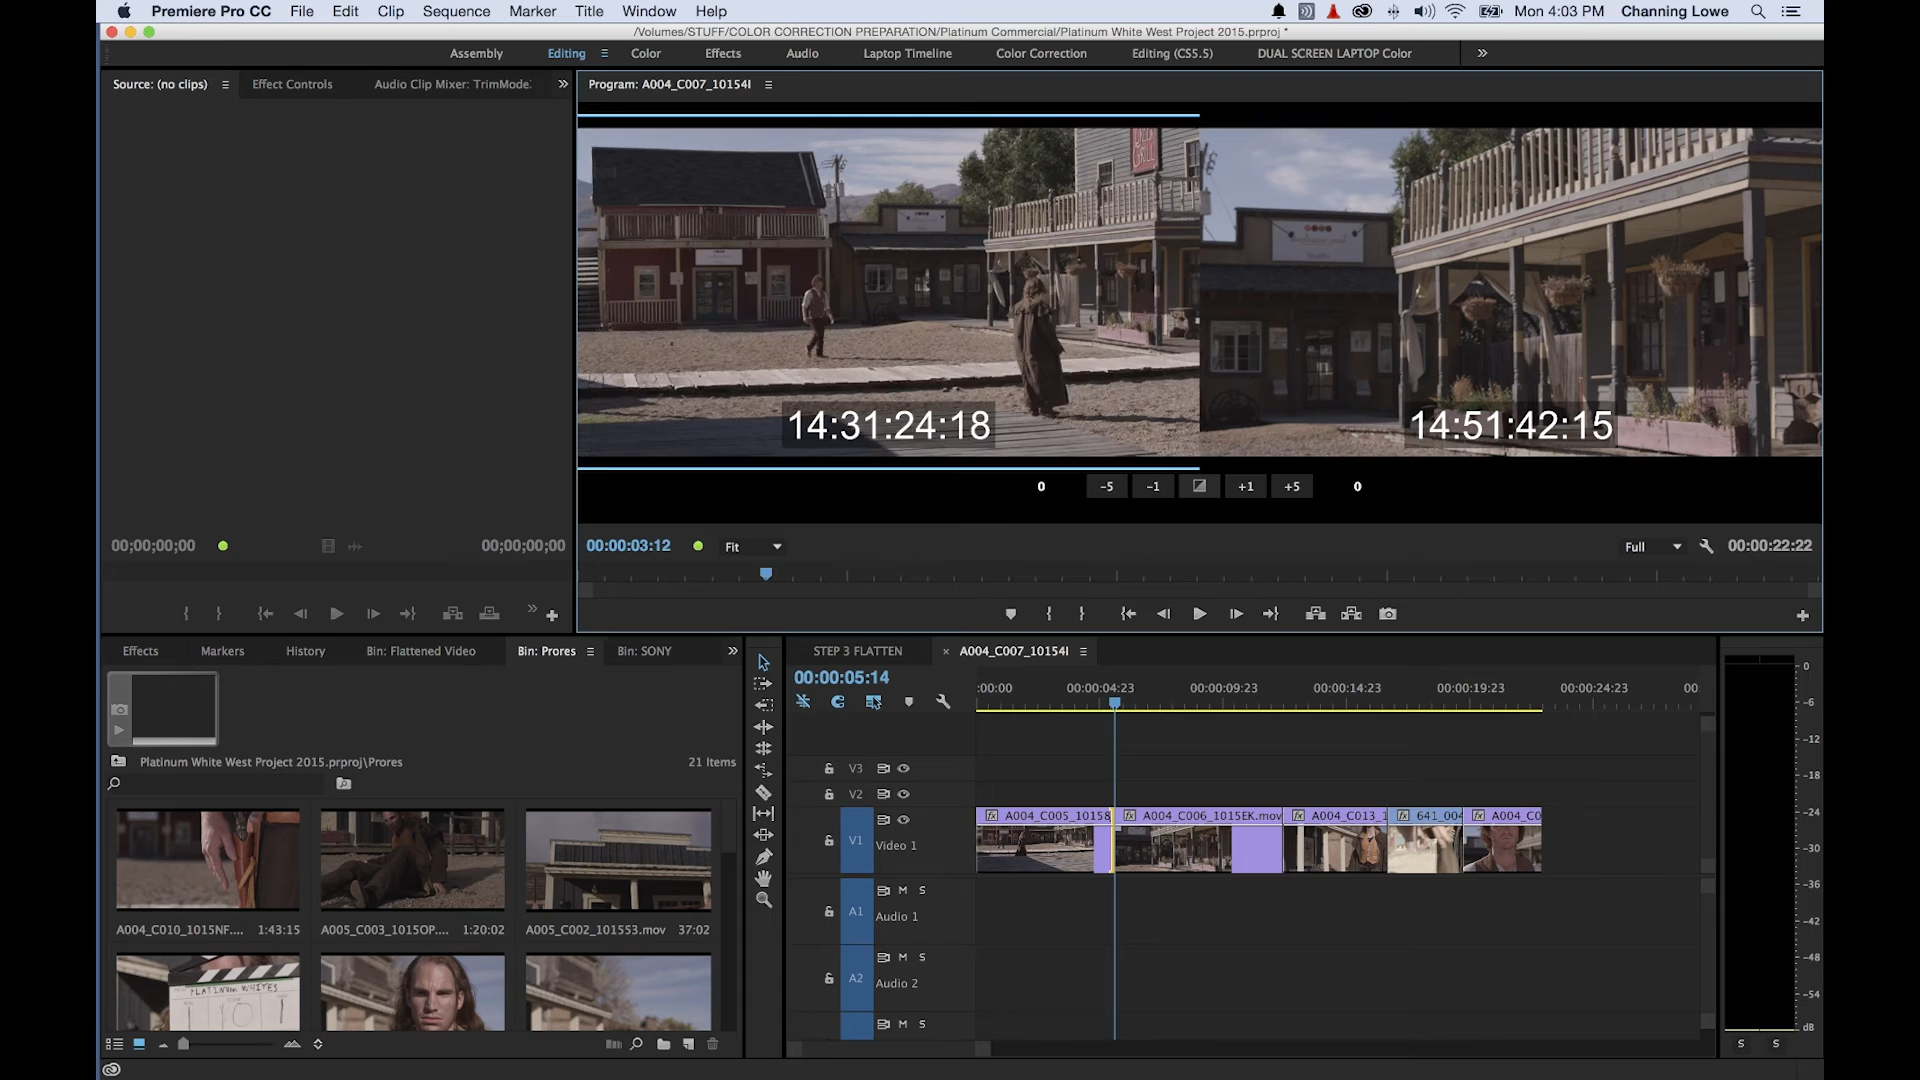 Premiere Pro CC File Edit Clip Sequence Marker Title Window Help Mon 4:03 PM Channing Lowe
/Volumes/STUFF/COLOR CORRECTION PREPARATION/Platinum Commercial/Platinum White West Project 2015.prproj *
Assembly Editing Color Effects Audio Laptop Timeline Color Correction Editing (CS5.5) DUAL SCREEN LAPTOP Color
Source: (no clips) Effect Controls Audio Clip Mixer: TrimMode: Program: A004_C007_10154I
GRILL
14:31:24:18 14:51:42:15
0 -5 -1 +1 +5 0
00;00;00;00 00;00;00;00 00:00:03:12 Fit Full 00:00:22:22
Effects Markers History Bin: Flattened Video Bin: Prores Bin: SONY STEP 3 FLATTEN × A004_C007_10154I
00:00:05:14
:00:00 00:00:04:23 00:00:09:23 00:00:14:23 00:00:19:23 00:00:24:23 00:
Platinum White West Project 2015.prproj\Prores 21 Items
V3
V2
A004_C005_10158 A004_C006_1015EK.mov A004_C013_1 641_004 A004_C0
V1 Video 1
A004_C010_1015NF.... 1:43:15 A005_C003_1015OP.... 1:20:02 A005_C002_101553.mov 37:02
M S
A1 Audio 1
M S
A2 Audio 2
M S
PLATINUM WHITES
101 1
0
-6
-12
-18
-24
-30
-36
-42
-48
-54
dB
S S